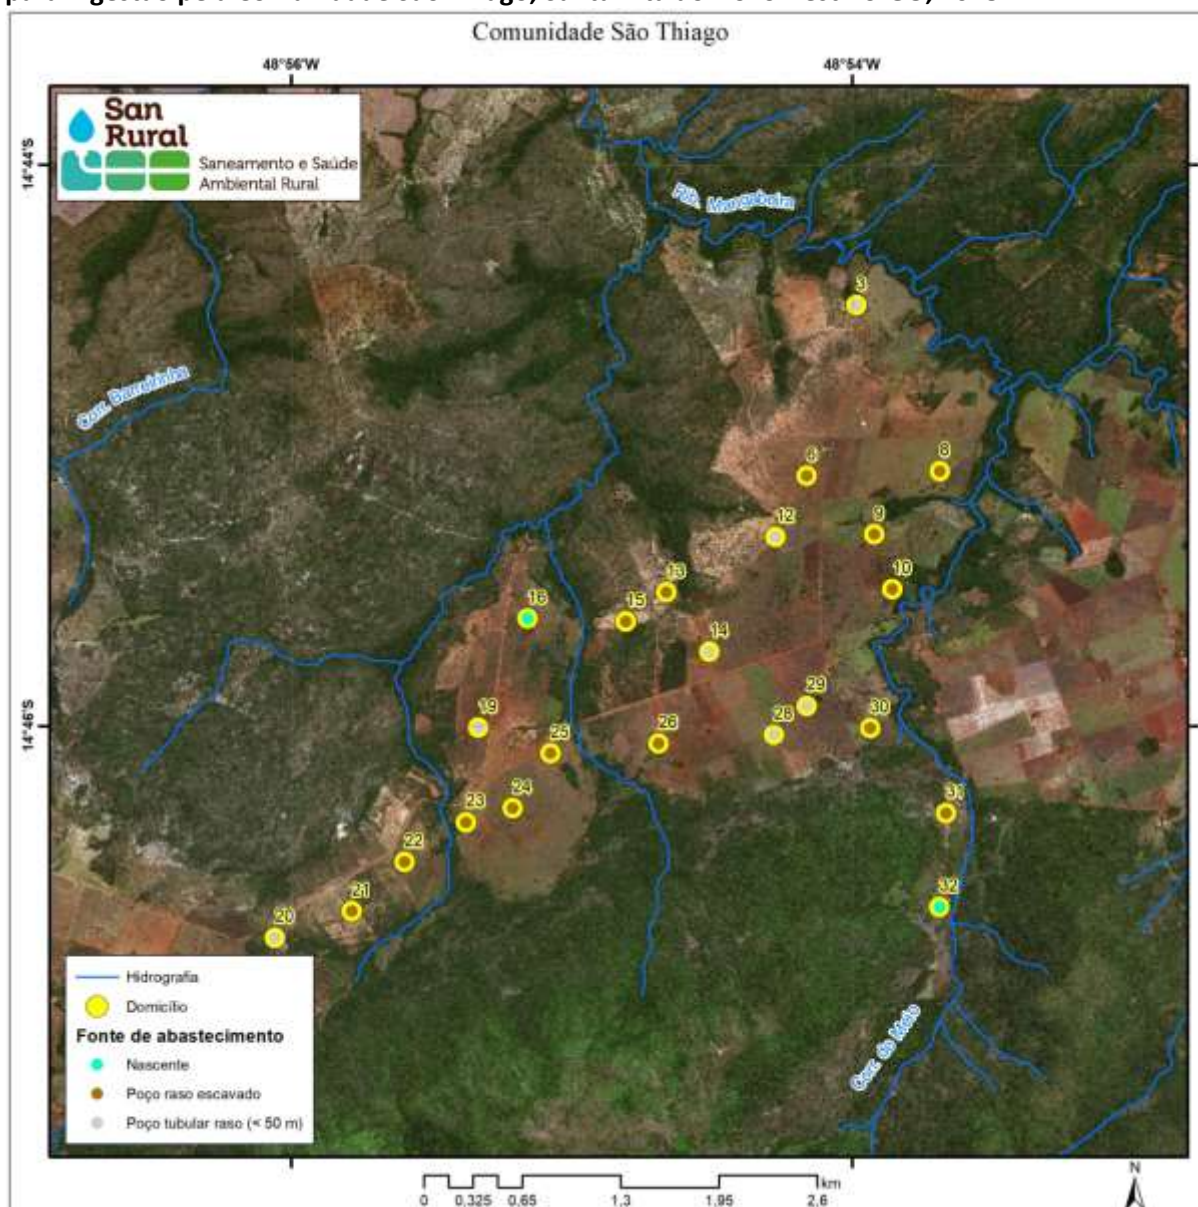 Comunidade São Thiago
48°56'W
48°54'W
San
Rural
Saneamento e Saúde
Ambiental Rural
14°44'S
Rib. Mangabeira
3
Corr. Barreirinha
8
12
9
13
10
16
15
14
29
14°46'S
19
28
30
25
26
24
31
23
22
21
32
20
Hidrografia
Domicílio
Fonte de abastecimento
Nascente
Poço raso escavado
Poço tubular raso (< 50 m)
Corr. do Meio
km
0 0,325 0,65 1,3 1,95 2,6
N